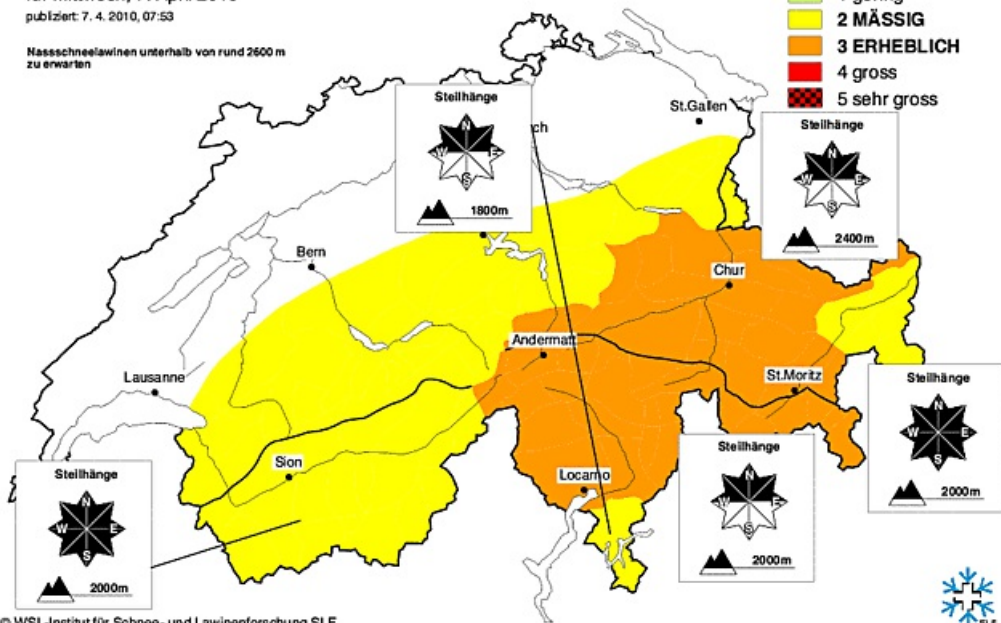 publiziert: 7. 4. 2010, 07:53
Nassschneelawinen unterhalb von rund 2600 m
zu erwarten
2 MÄSSIG
3 ERHEBLICH
4 gross
5 sehr gross
Steilhänge
N
W E
S
1800m
ch
St.Gallen
Steilhänge
N
W E
S
2400m
Bern
Chur
Andermatt
Lausanne
St.Moritz
Steilhänge
N
W E
S
2000m
Sion
Locarno
Steilhänge
N
W E
S
2000m
Steilhänge
N
W E
S
2000m
© WSL-Institut für Schnee- und Lawinenforschung SLF
SLF